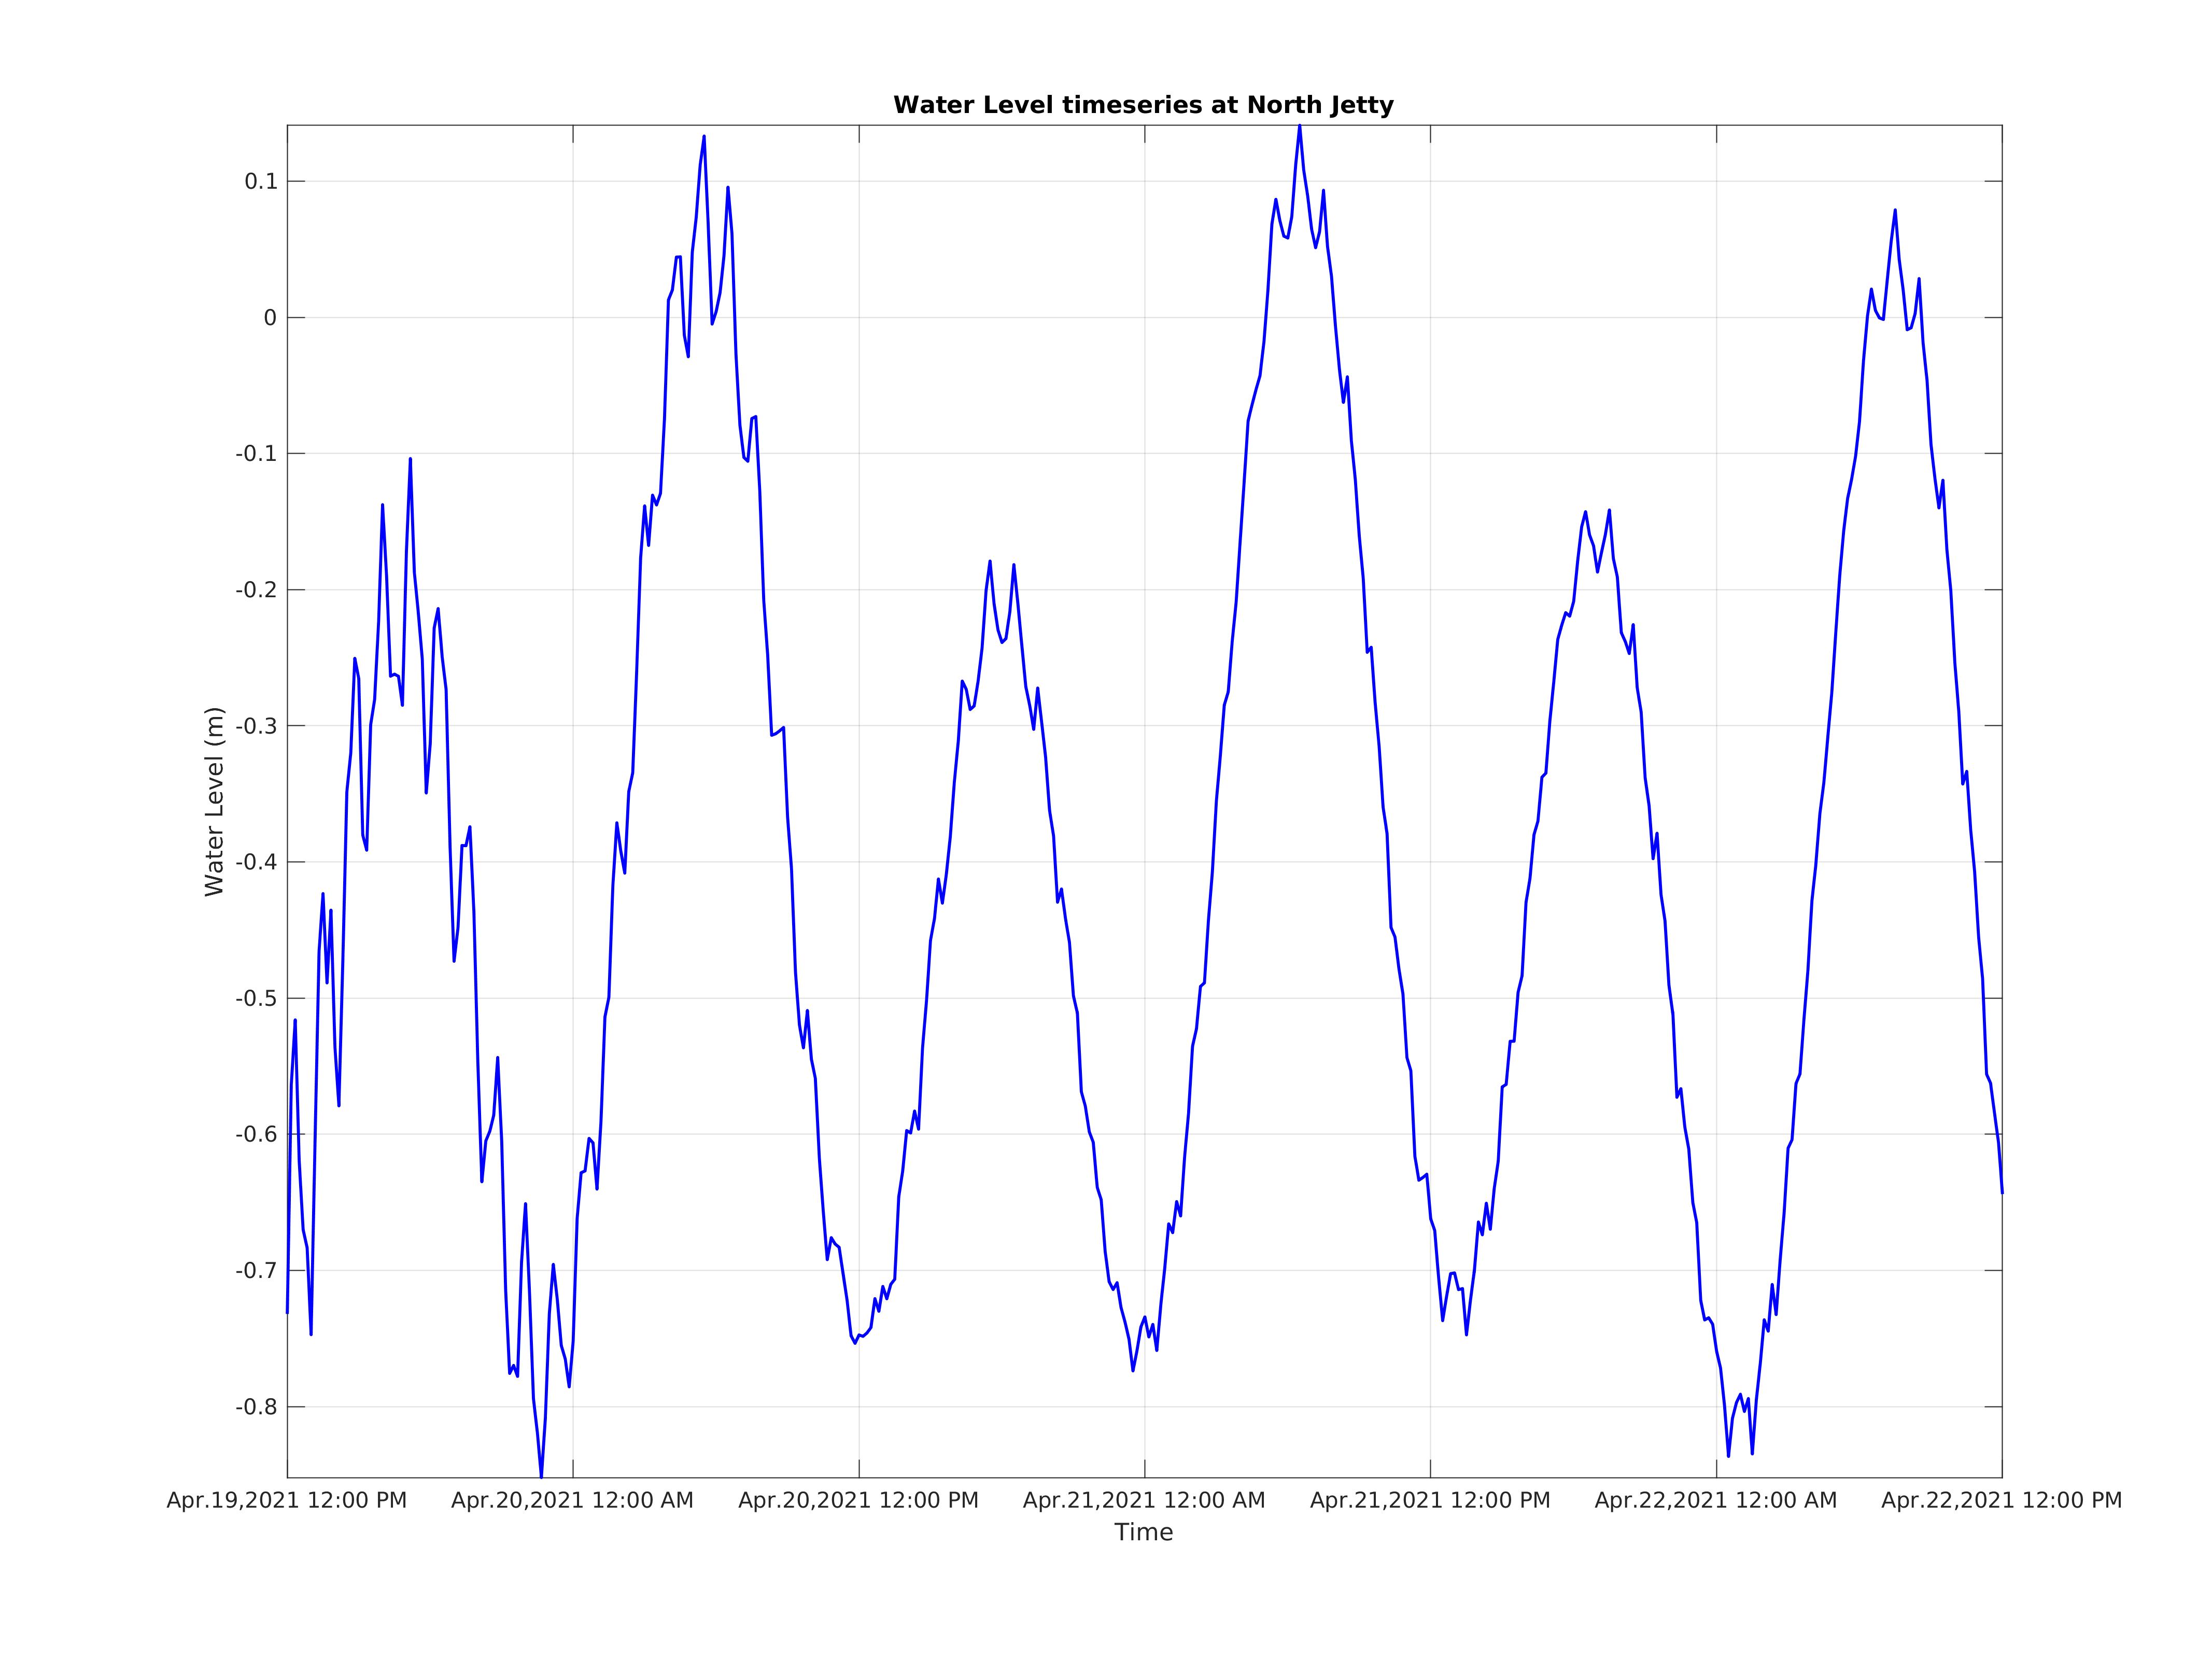 Water Level timeseries at North Jetty
0.1
0
-0.1
-0.2
-0.3
-0.4
-0.5
-0.6
-0.7
-0.8
Water Level (m)
Apr.19,2021 12:00 PM Apr.20,2021 12:00 AM Apr.20,2021 12:00 PM Apr.21,2021 12:00 AM Apr.21,2021 12:00 PM Apr.22,2021 12:00 AM Apr.22,2021 12:00 PM
Time